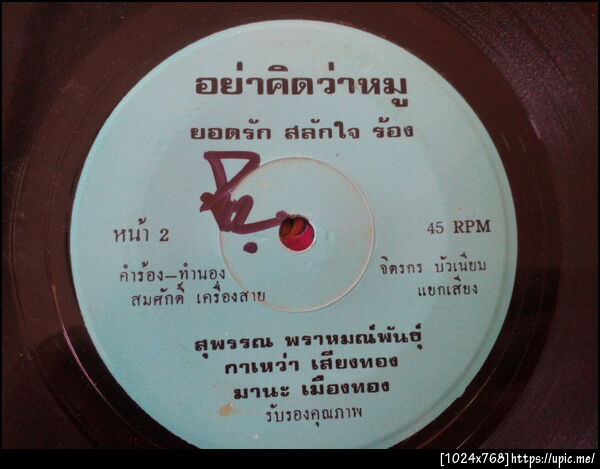 อย่าคิดว่าหมู
ยอดรัก สลักใจ ร้อง
หน้า 2
45 RPM
คำร้อง–ทำนอง
สมศักดิ์ เครื่องสาย
จิตรกร บัวเนียม
แยกเสียง
สุพรรณ พราหมณ์พันธุ์
กาเหว่า เสียงทอง
มานะ เมืองทอง
รับรองคุณภาพ
[1024x768]https://upic.me/